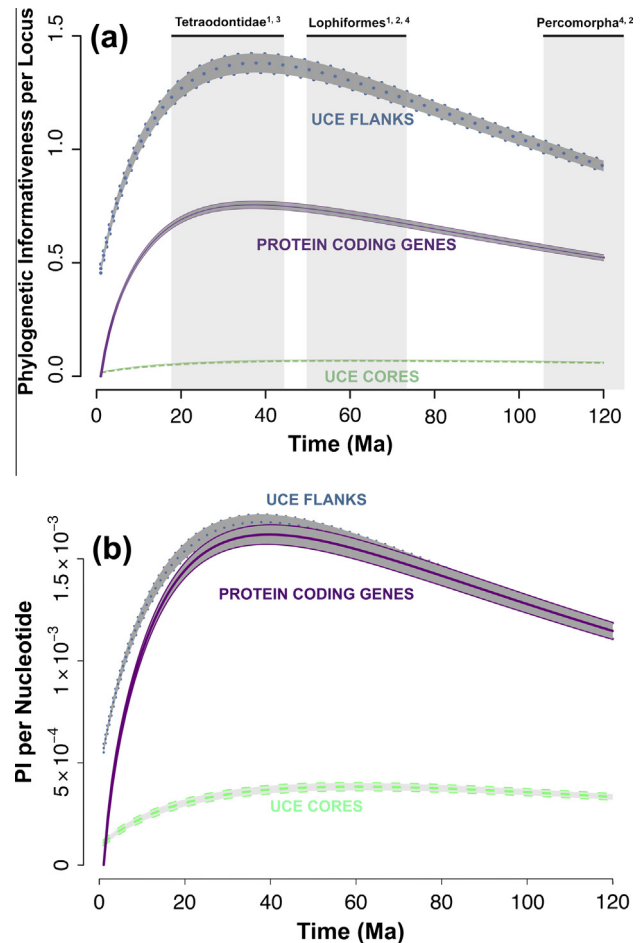 (a)
Tetraodontidae1, 3
Lophiformes1, 2, 4
Percomorpha4, 2
Phylogenetic Informativeness per Locus
1.5
1.0
0.5
0.0
UCE FLANKS
PROTEIN CODING GENES
UCE CORES
0 20 40 60 80 100 120
Time (Ma)
(b)
UCE FLANKS
PROTEIN CODING GENES
UCE CORES
PI per Nucleotide
1.5×10⁻³
1×10⁻³
5×10⁻⁴
0
0 20 40 60 80 100 120
Time (Ma)